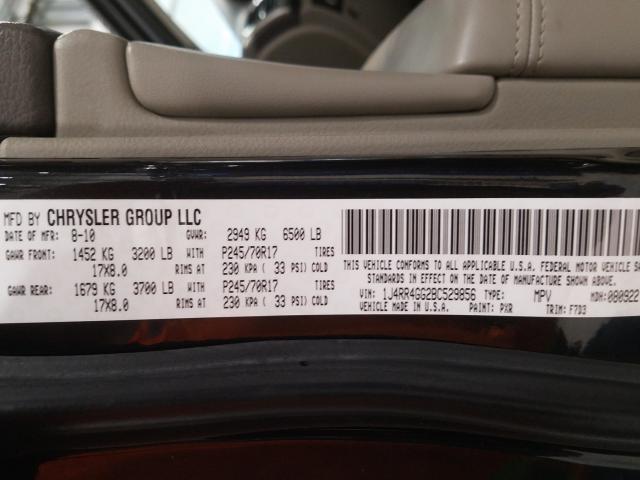 MFD BY CHRYSLER GROUP LLC
DATE OF MFR: 8-10 GVWR: 2949 KG 6500 LB
GAWR FRONT: 1452 KG 3200 LB WITH P245/70R17 TIRES
17X8.0 RIMS AT 230 KPA ( 33 PSI) COLD
GAWR REAR: 1679 KG 3700 LB WITH P245/70R17 TIRES
17X8.0 RIMS AT 230 KPA ( 33 PSI) COLD
THIS VEHICLE CONFORMS TO ALL APPLICABLE U.S.A. FEDERAL MOTOR VEHICLE SA
STANDARDS IN EFFECT ON THE DATE OF MANUFACTURE SHOWN ABOVE.
VIN: 1J4RR4GG2BC529856 TYPE: MPV MDH: 080922
VEHICLE MADE IN U.S.A. PAINT: PXR TRIM: F7D3